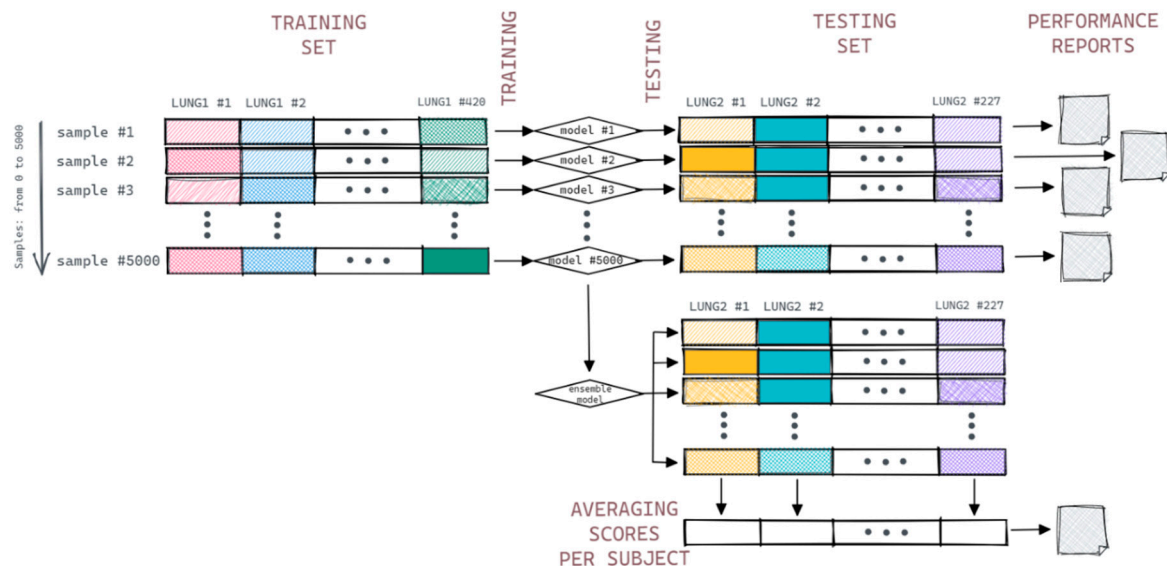 TRAINING
SET
TRAINING
TESTING
TESTING
SET
PERFORMANCE
REPORTS
LUNG1 #1
LUNG1 #2
LUNG1 #420
LUNG2 #1
LUNG2 #2
LUNG2 #227
Samples: from 0 to 5000
sample #1
model #1
sample #2
model #2
sample #3
model #3
sample #5000
model #5000
LUNG2 #1
LUNG2 #2
LUNG2 #227
ensemble
model
AVERAGING
SCORES
PER SUBJECT